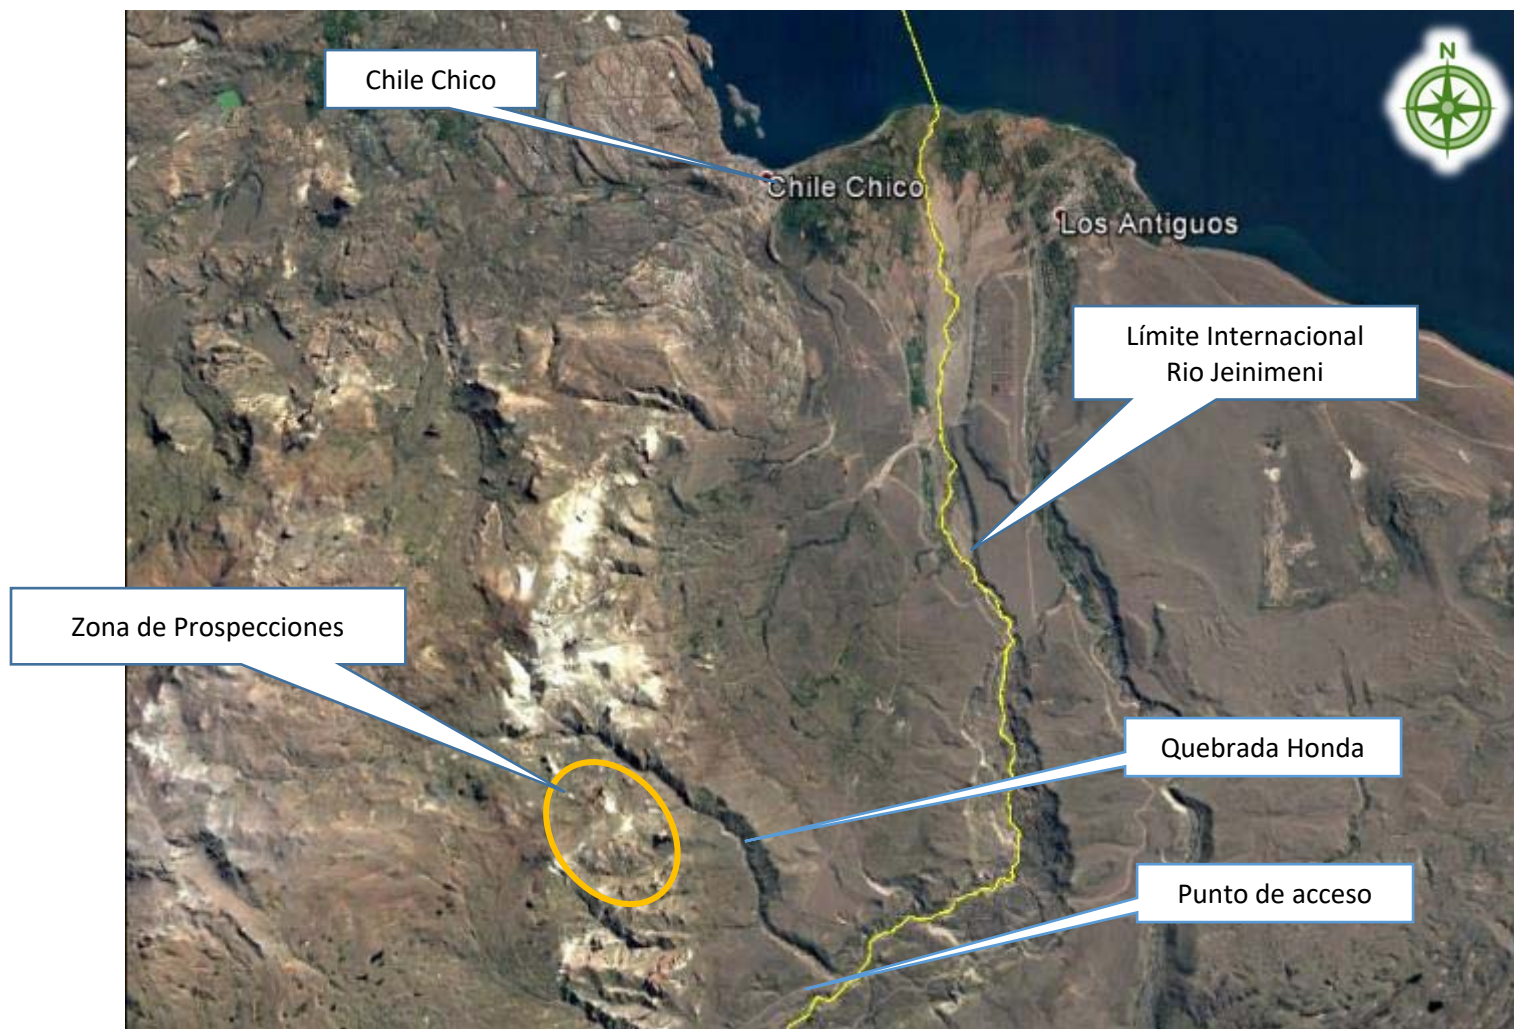 N
Chile Chico
Chile Chico
Los Antiguos
Límite Internacional
Rio Jeinimeni
Zona de Prospecciones
Quebrada Honda
Punto de acceso